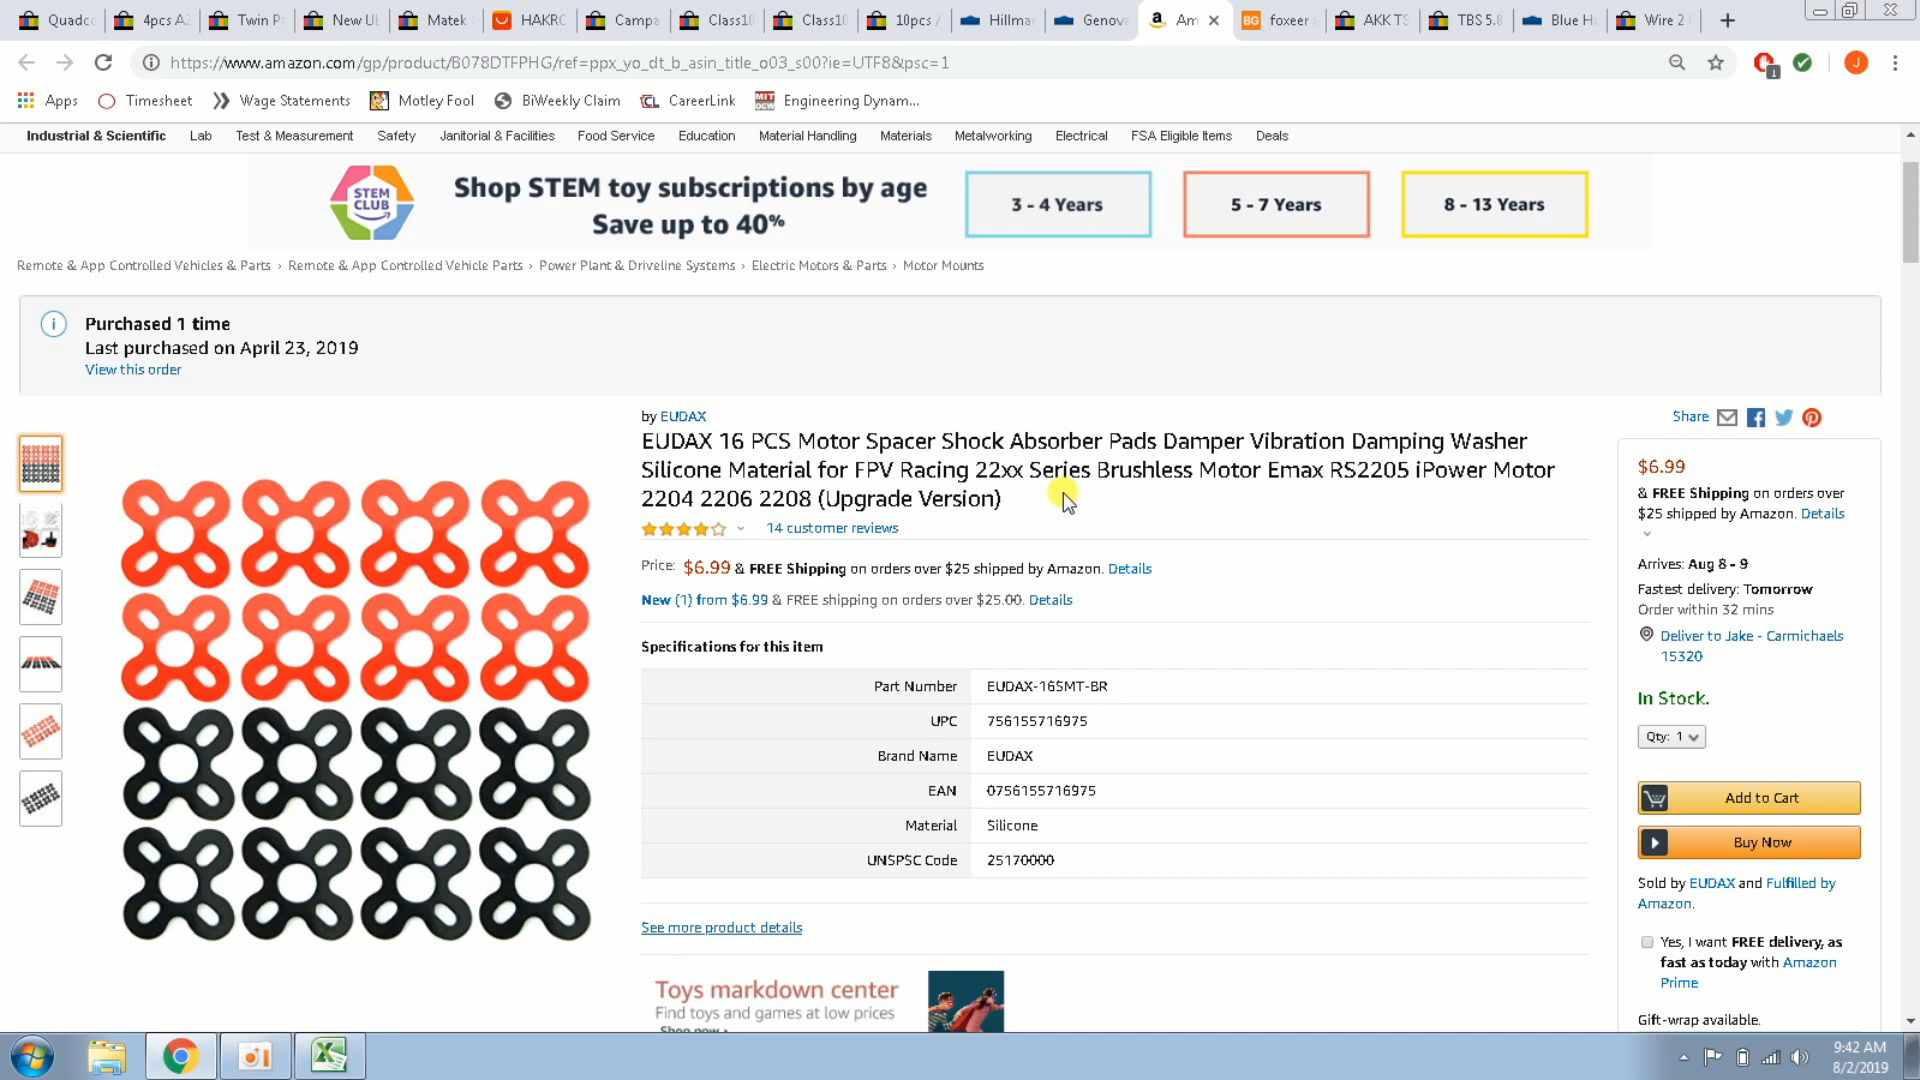 Quadc
4pcs A
Twin P
New U
Matek
HAKRC
Campa
Class10
Class10
10pcs /
Hillma
Genova
Am
foxeer
AKK TS
TBS 5.8
Blue H
Wire 2
https://www.amazon.com/gp/product/B078DTFPHG/ref=ppx_yo_dt_b_asin_title_o03_s00?ie=UTF8&psc=1
Apps
Timesheet
Wage Statements
Motley Fool
BiWeekly Claim
CareerLink
Engineering Dynam...
Industrial & Scientific
Lab
Test & Measurement
Safety
Janitorial & Facilities
Food Service
Education
Material Handling
Materials
Metalworking
Electrical
FSA Eligible Items
Deals
STEM
CLUB
Shop STEM toy subscriptions by age
Save up to 40%
3 - 4 Years
5 - 7 Years
8 - 13 Years
Remote & App Controlled Vehicles & Parts › Remote & App Controlled Vehicle Parts › Power Plant & Driveline Systems › Electric Motors & Parts › Motor Mounts
Purchased 1 time
Last purchased on April 23, 2019
View this order
by EUDAX
EUDAX 16 PCS Motor Spacer Shock Absorber Pads Damper Vibration Damping Washer
Silicone Material for FPV Racing 22xx Series Brushless Motor Emax RS2205 iPower Motor
2204 2206 2208 (Upgrade Version)
14 customer reviews
Price: $6.99 & FREE Shipping on orders over $25 shipped by Amazon. Details
New (1) from $6.99 & FREE shipping on orders over $25.00. Details
Specifications for this item
Part Number EUDAX-16SMT-BR
UPC 756155716975
Brand Name EUDAX
EAN 0756155716975
Material Silicone
UNSPSC Code 25170000
See more product details
Toys markdown center
Find toys and games at low prices
Shop now ›
Share
$6.99
& FREE Shipping on orders over
$25 shipped by Amazon. Details
Arrives: Aug 8 - 9
Fastest delivery: Tomorrow
Order within 32 mins
Deliver to Jake - Carmichaels
15320
In Stock.
Qty: 1
Add to Cart
Buy Now
Sold by EUDAX and Fulfilled by
Amazon.
Yes, I want FREE delivery, as
fast as today with Amazon
Prime
Gift-wrap available.
9:42 AM
8/2/2019